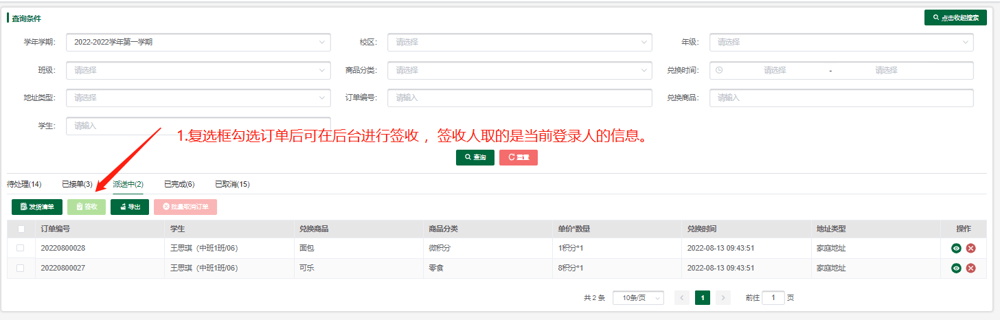 查询条件
点击收起搜索
学年学期: 2022-2022学年第一学期 校区: 请选择 年级: 请选择
班级: 请选择 商品分类: 请选择 兑换时间: 请选择 - 请选择
地址类型: 请选择 订单编号: 请输入 兑换商品: 请输入
学生: 请输入
1.复选框勾选订单后可在后台进行签收 ，签收人取的是当前登录人的信息。
查询 重置
待处理(14) 已接单(3) 派送中(2) 已完成(6) 已取消(15)
发货清单 签收 导出 批量取消订单
订单编号 学生 兑换商品 商品分类 单价*数量 兑换时间 地址类型 操作
20220800028 王思琪（中班1班/06） 面包 微积分 1积分*1 2022-08-13 09:43:51 家庭地址
20220800027 王思琪（中班1班/06） 可乐 零食 8积分*1 2022-08-13 09:43:51 家庭地址
共 2 条 10条/页 1 前往 1 页